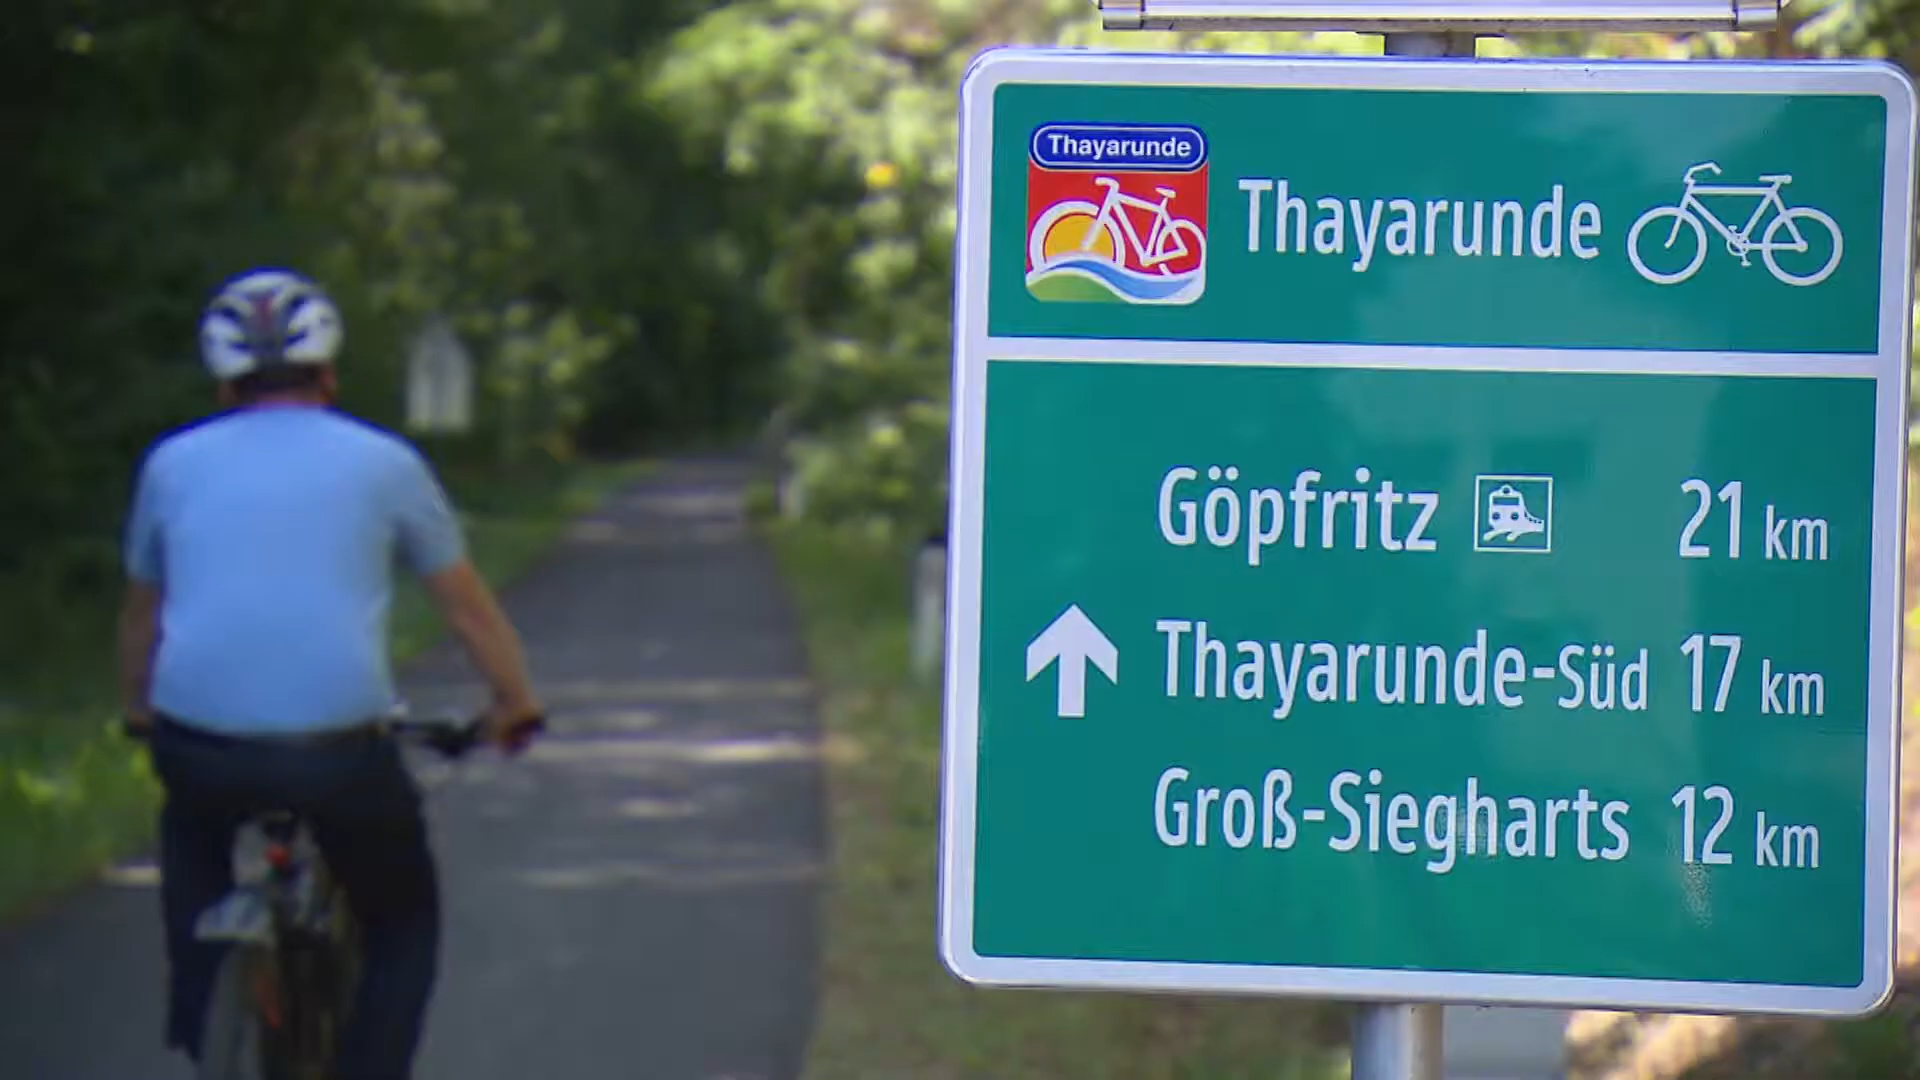 Thayarunde
Thayarunde
Göpfritz 21 km
Thayarunde-Süd 17 km
Groß-Siegharts 12 km